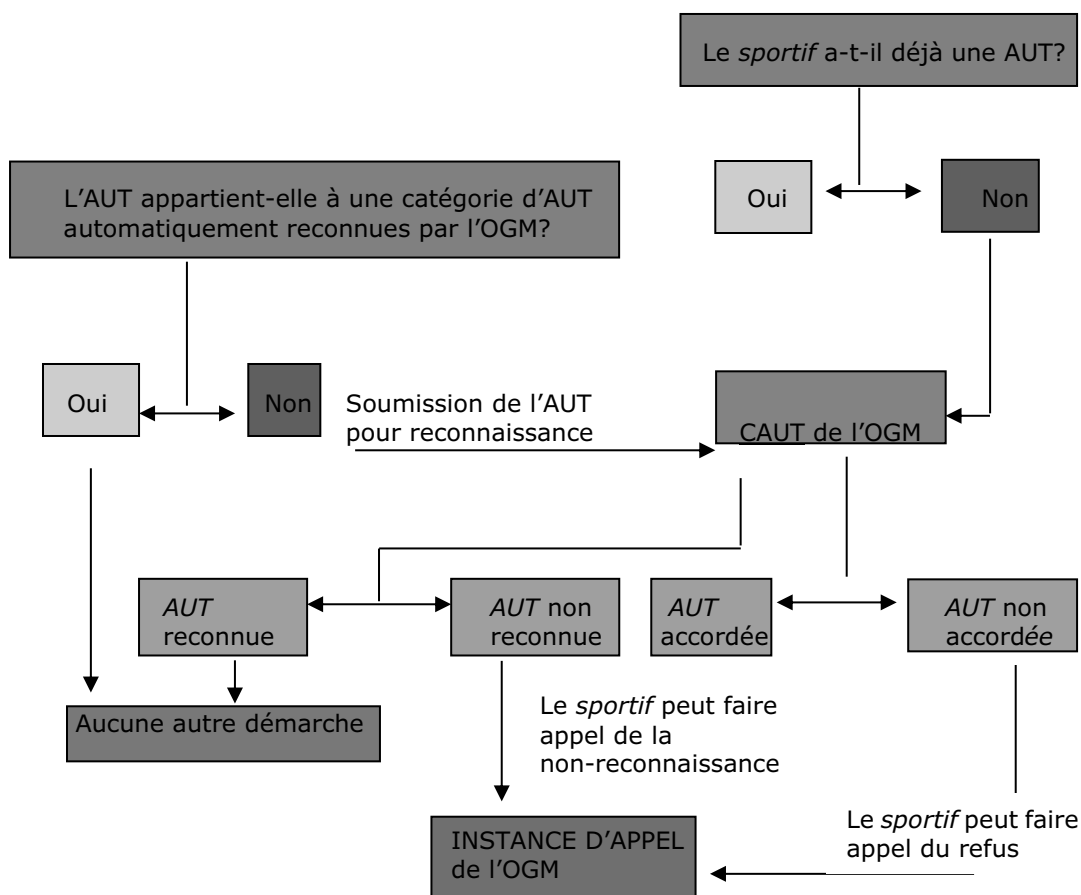 Le sportif a-t-il déjà une AUT?
Oui
Non
L’AUT appartient-elle à une catégorie d’AUT
automatiquement reconnues par l’OGM?
Oui
Non
Soumission de l’AUT
pour reconnaissance
CAUT de l’OGM
AUT
reconnue
AUT non
reconnue
AUT
accordée
AUT non
accordée
Aucune autre démarche
Le sportif peut faire
appel de la
non-reconnaissance
Le sportif peut faire
appel du refus
INSTANCE D’APPEL
de l’OGM